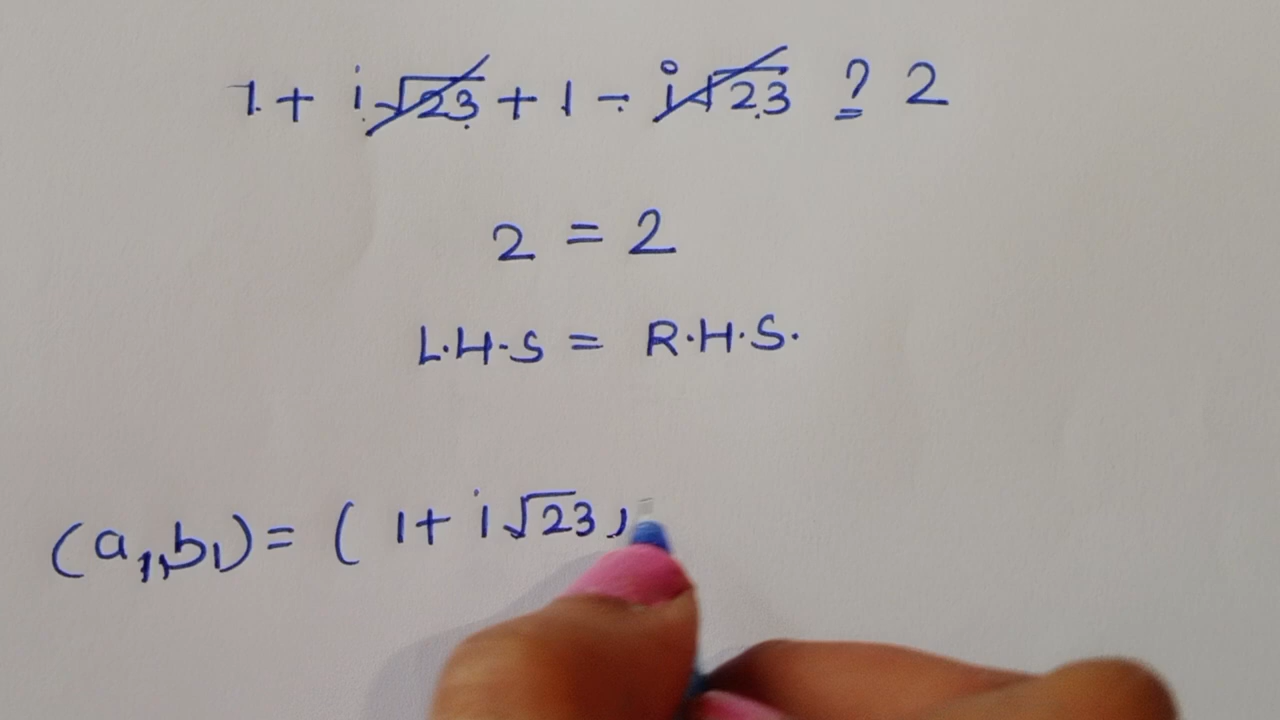 1 + i√23 + 1 - i√23 ? 2
2 = 2
L.H.S = R.H.S.
(a₁, b₁) = ( 1 + i√23 ,